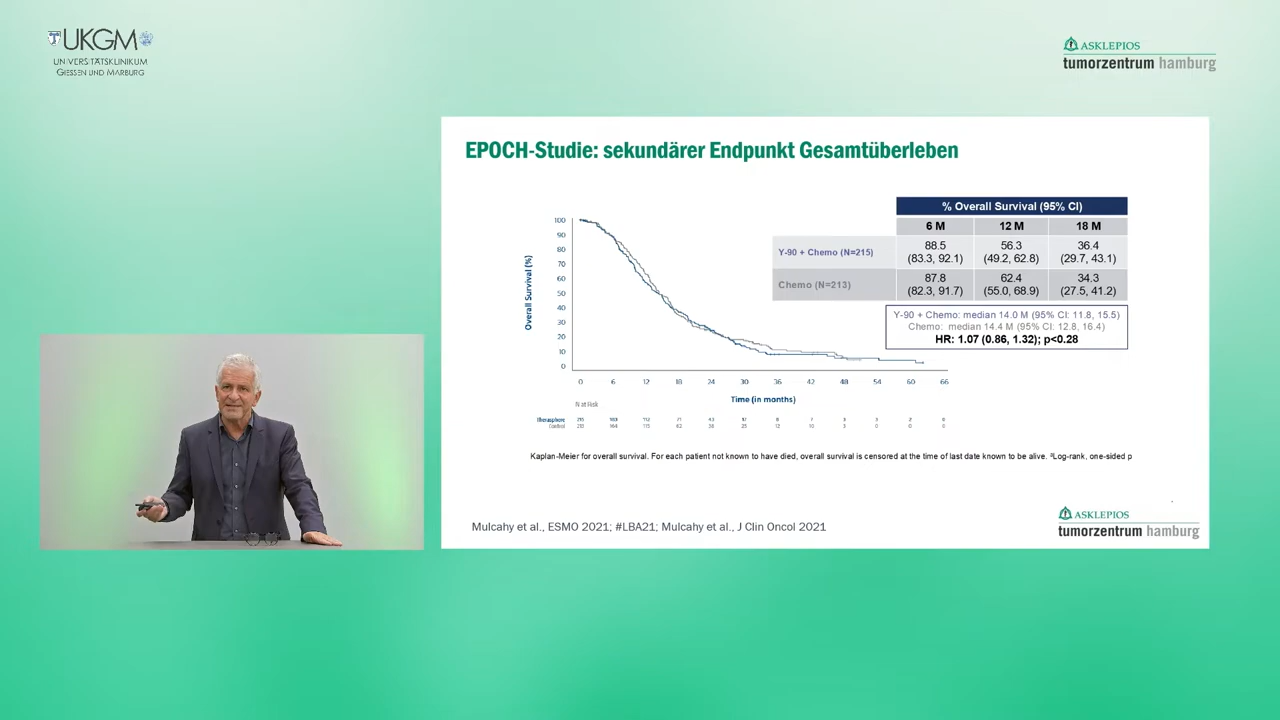 UKGM
UNIVERSITÄTSKLINIKUM
GIESSEN UND MARBURG
ASKLEPIOS
tumorzentrum hamburg
EPOCH-Studie: sekundärer Endpunkt Gesamtüberleben
% Overall Survival (95% CI)
6 M 12 M 18 M
Y-90 + Chemo (N=215) 88.5 56.3 36.4
(83.3, 92.1) (49.2, 62.8) (29.7, 43.1)
Chemo (N=213) 87.8 62.4 34.3
(82.3, 91.7) (55.0, 68.9) (27.5, 41.2)
Y-90 + Chemo: median 14.0 M (95% CI: 11.8, 15.5)
Chemo: median 14.4 M (95% CI: 12.8, 16.4)
HR: 1.07 (0.86, 1.32); p<0.28
Overall Survival (%)
100
90
80
70
60
50
40
30
20
10
0
0 6 12 18 24 30 36 42 48 54 60 66
Time (in months)
N at Risk
Therasphere
Control
Kaplan-Meier for overall survival. For each patient not known to have died, overall survival is censored at the time of last date known to be alive. ²Log-rank, one-sided p
Mulcahy et al., ESMO 2021; #LBA21; Mulcahy et al., J Clin Oncol 2021
ASKLEPIOS
tumorzentrum hamburg